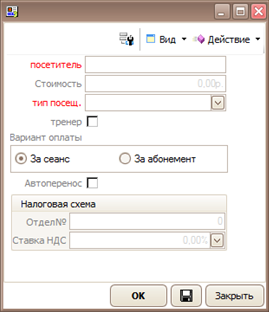 Вид Действие
посетитель
Стоимость 0,00р.
тип посещ.
тренер
Вариант оплаты
За сеанс За абонемент
Автоперенос
Налоговая схема
Отдел№ 0
Ставка НДС 0,00%
ОК Закрыть